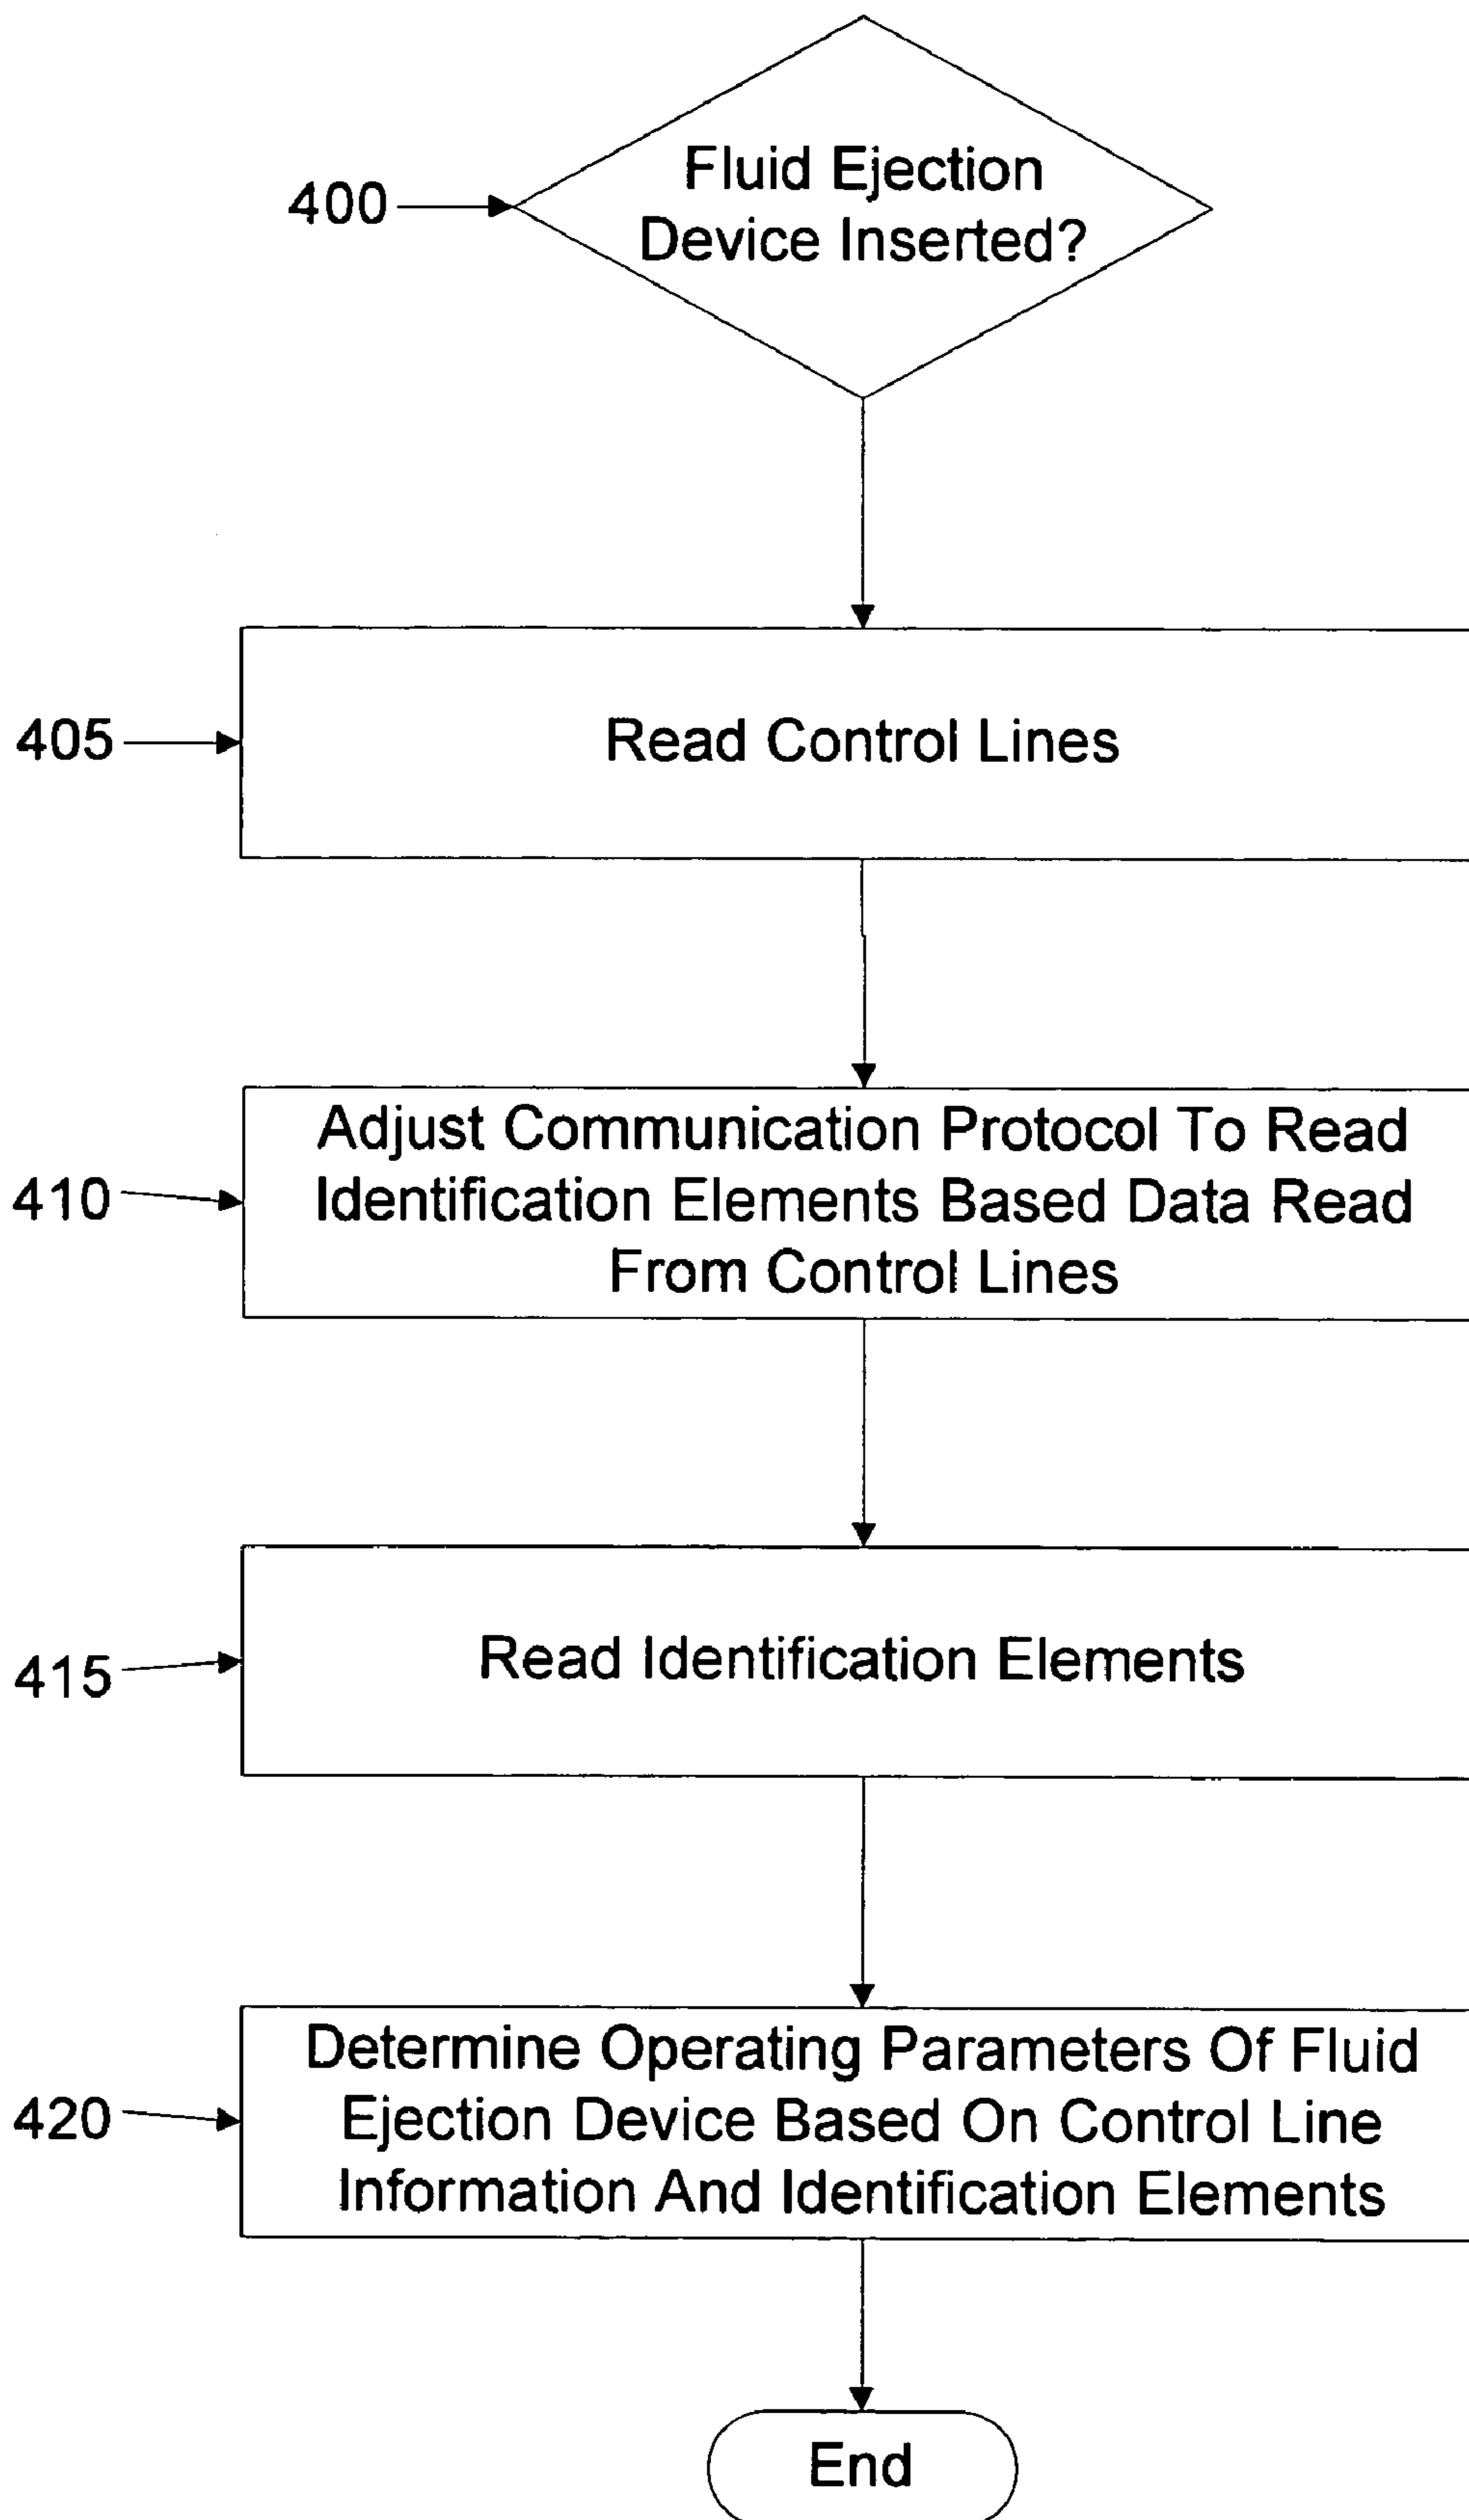 400
Fluid Ejection
Device Inserted?
405
Read Control Lines
410
Adjust Communication Protocol To Read
Identification Elements Based Data Read
From Control Lines
415
Read Identification Elements
420
Determine Operating Parameters Of Fluid
Ejection Device Based On Control Line
Information And Identification Elements
End